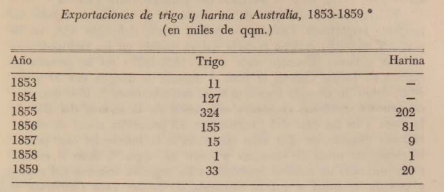 Exportaciones de trigo y harina a Australia, 1853-1859 *
(en miles de qqm.)
Año Trigo Harina
1853 11 —
1854 127 —
1855 324 202
1856 155 81
1857 15 9
1858 1 1
1859 33 20